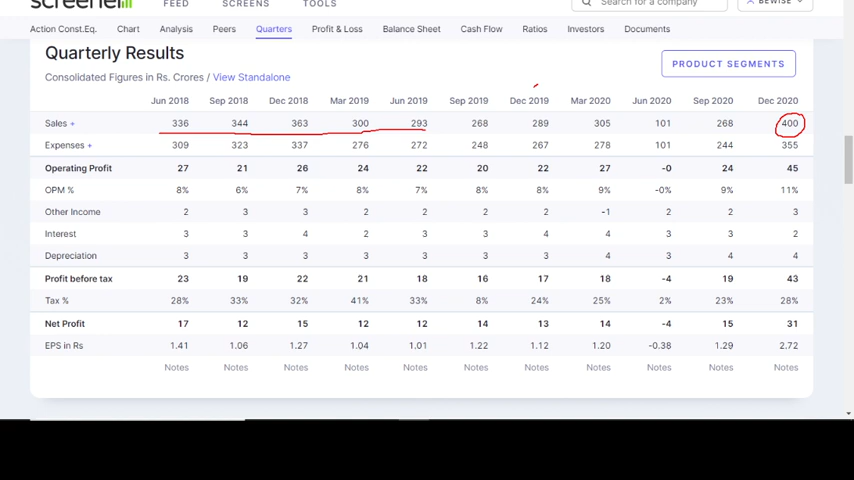 screener
FEED SCREENS TOOLS Search for a company BEWISE
Action Const.Eq. Chart Analysis Peers Quarters Profit & Loss Balance Sheet Cash Flow Ratios Investors Documents
Quarterly Results
Consolidated Figures in Rs. Crores / View Standalone
PRODUCT SEGMENTS
Jun 2018 Sep 2018 Dec 2018 Mar 2019 Jun 2019 Sep 2019 Dec 2019 Mar 2020 Jun 2020 Sep 2020 Dec 2020
Sales + 336 344 363 300 293 268 289 305 101 268 400
Expenses + 309 323 337 276 272 248 267 278 101 244 355
Operating Profit 27 21 26 24 22 20 22 27 -0 24 45
OPM % 8% 6% 7% 8% 7% 8% 8% 9% -0% 9% 11%
Other Income 2 3 3 2 2 2 2 -1 2 2 3
Interest 3 3 4 2 3 3 4 4 3 3 2
Depreciation 3 3 3 3 3 3 3 4 4 4 4
Profit before tax 23 19 22 21 18 16 17 18 -4 19 43
Tax % 28% 33% 32% 41% 33% 8% 24% 25% 2% 23% 28%
Net Profit 17 12 15 12 12 14 13 14 -4 15 31
EPS in Rs 1.41 1.06 1.27 1.04 1.01 1.22 1.12 1.20 -0.38 1.29 2.72
Notes Notes Notes Notes Notes Notes Notes Notes Notes Notes Notes